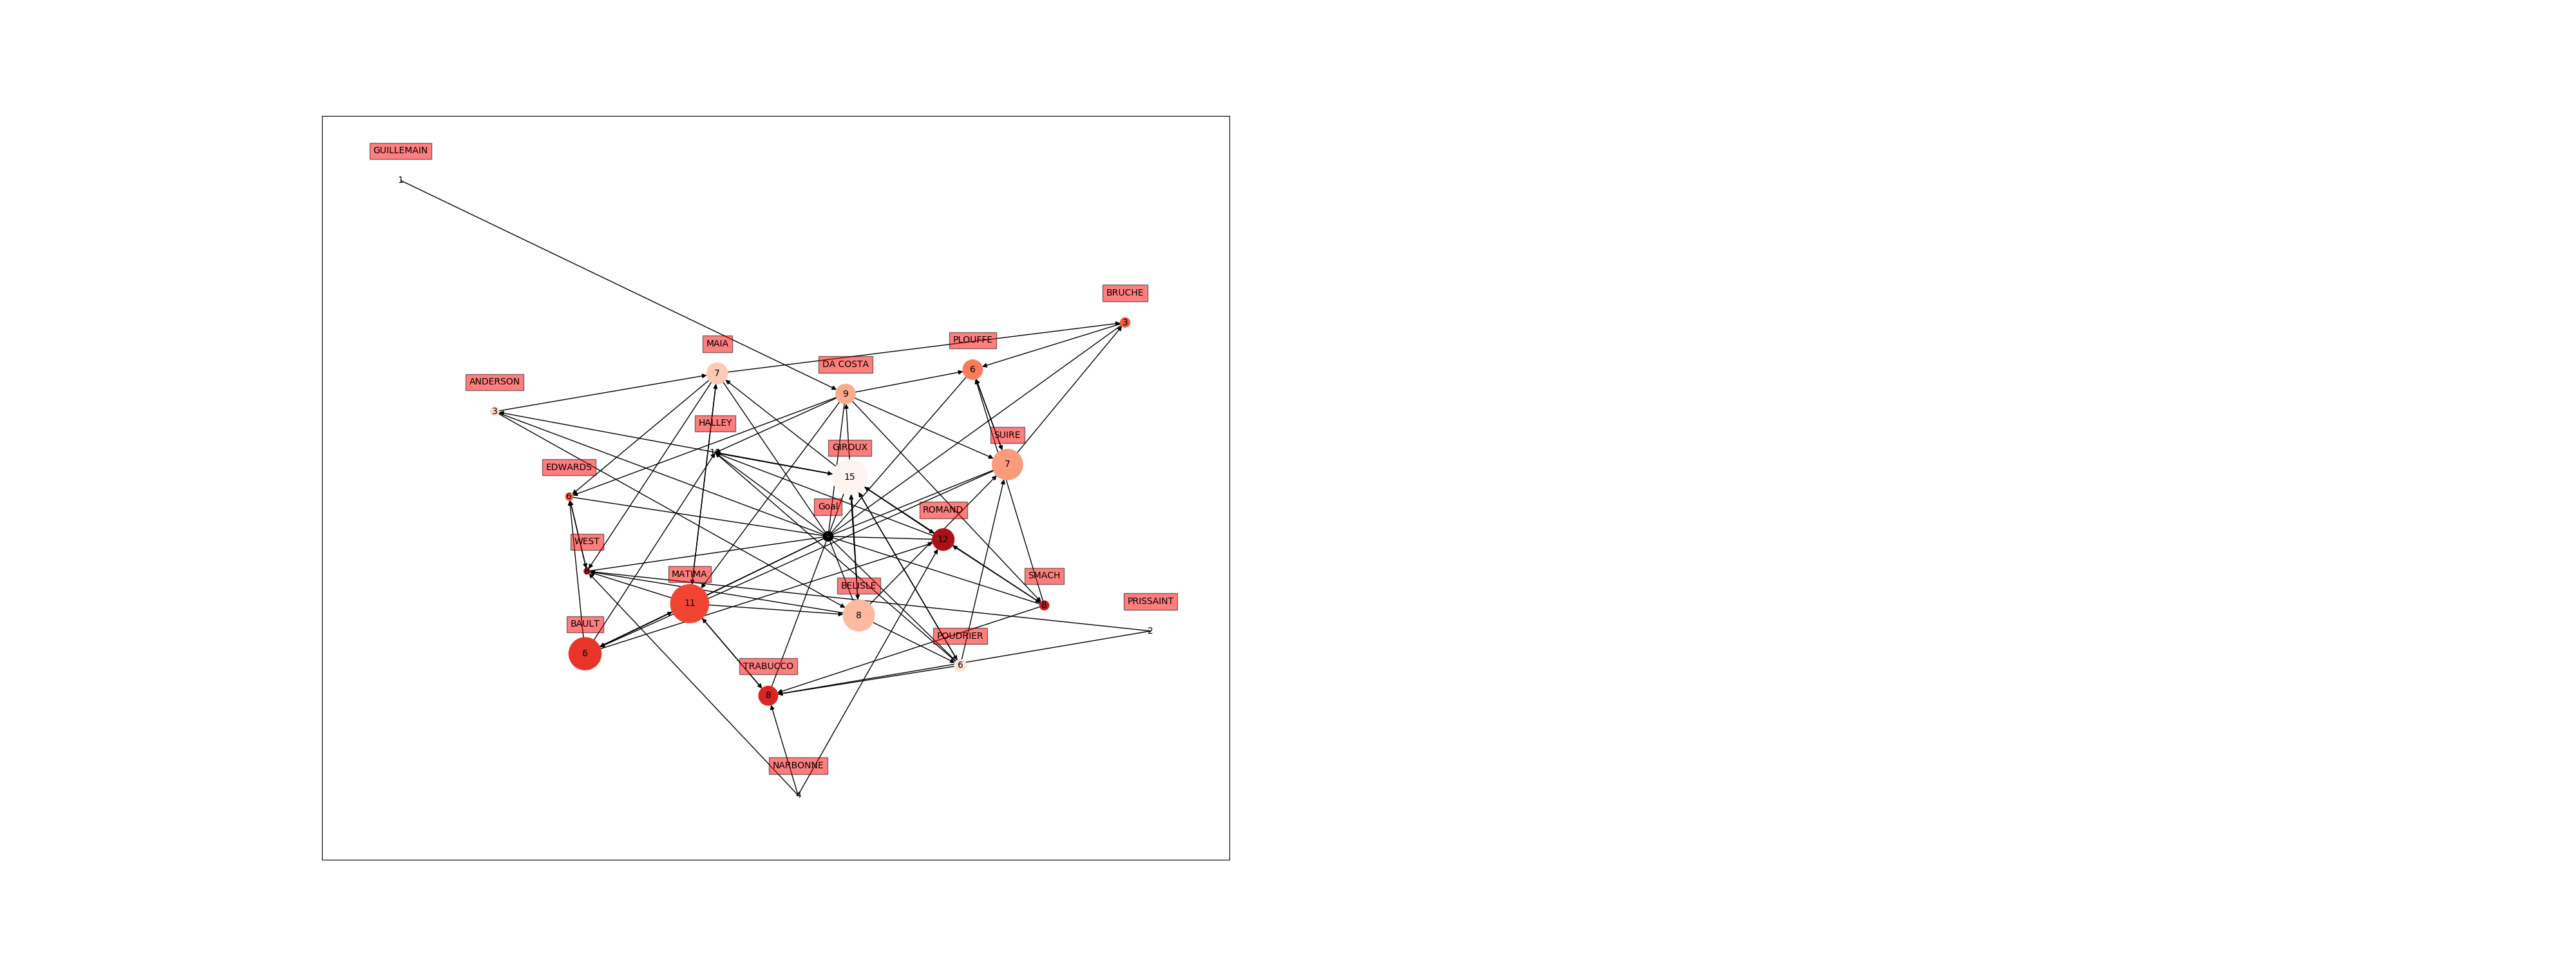 GUILLEMAIN
1
BRUCHE
3
PLOUFFE
6
MAIA
7
DA COSTA
9
ANDERSON
3
HALLEY
SUIRE
7
GIROUX
15
EDWARDS
6
Goal
ROMAND
12
WEST
MATIMA
11
SMACH
8
BELISLE
8
PRISSAINT
2
BAULT
6
POUDRIER
6
TRABUCCO
8
NARBONNE
4